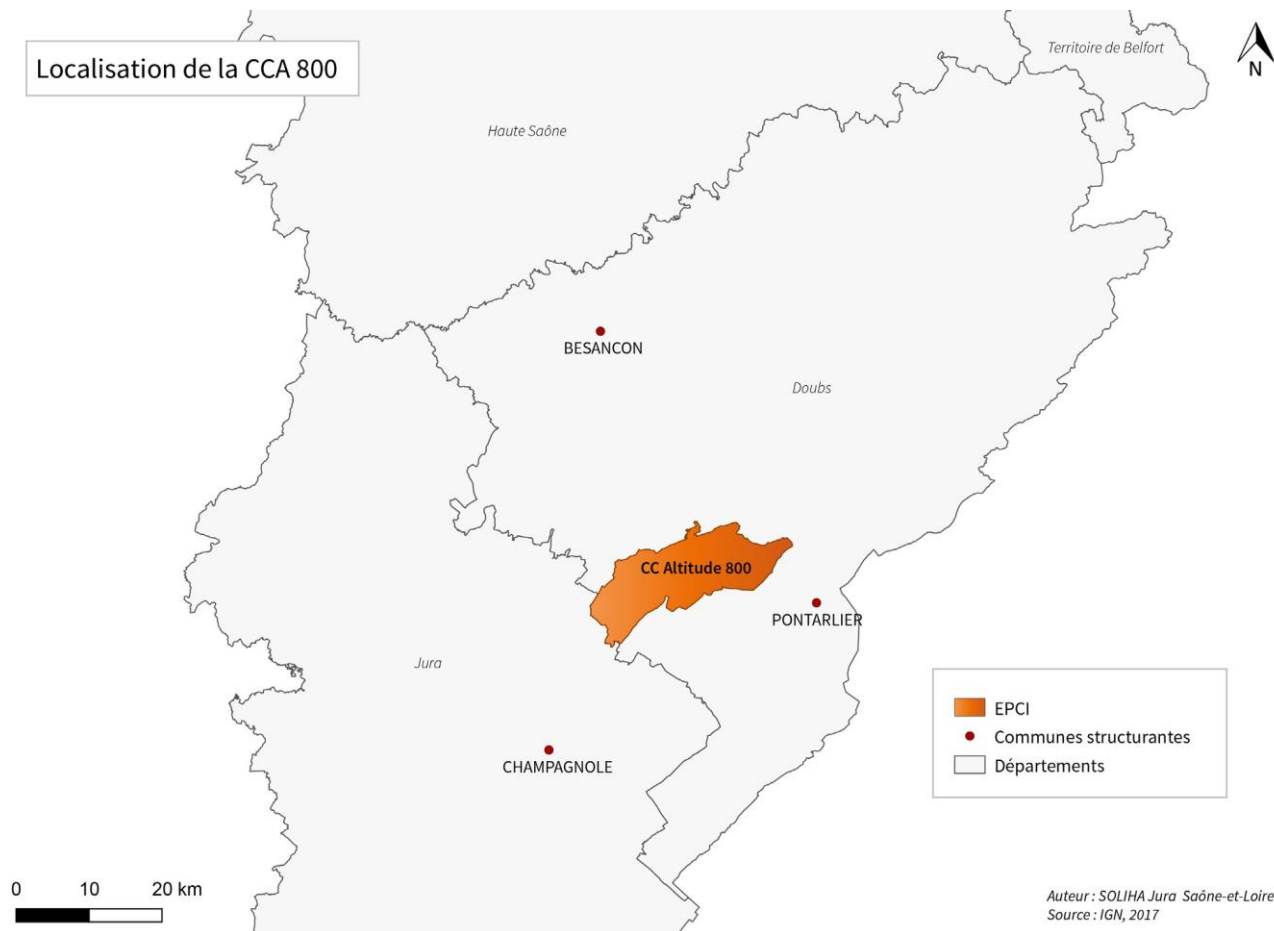 Localisation de la CCA 800
Territoire de Belfort
N
Haute Saône
BESANCON
Doubs
CC Altitude 800
PONTARLIER
Jura
CHAMPAGNOLE
EPCI
Communes structurantes
Départements
0 10 20 km
Auteur : SOLIHA Jura Saône-et-Loire
Source : IGN, 2017